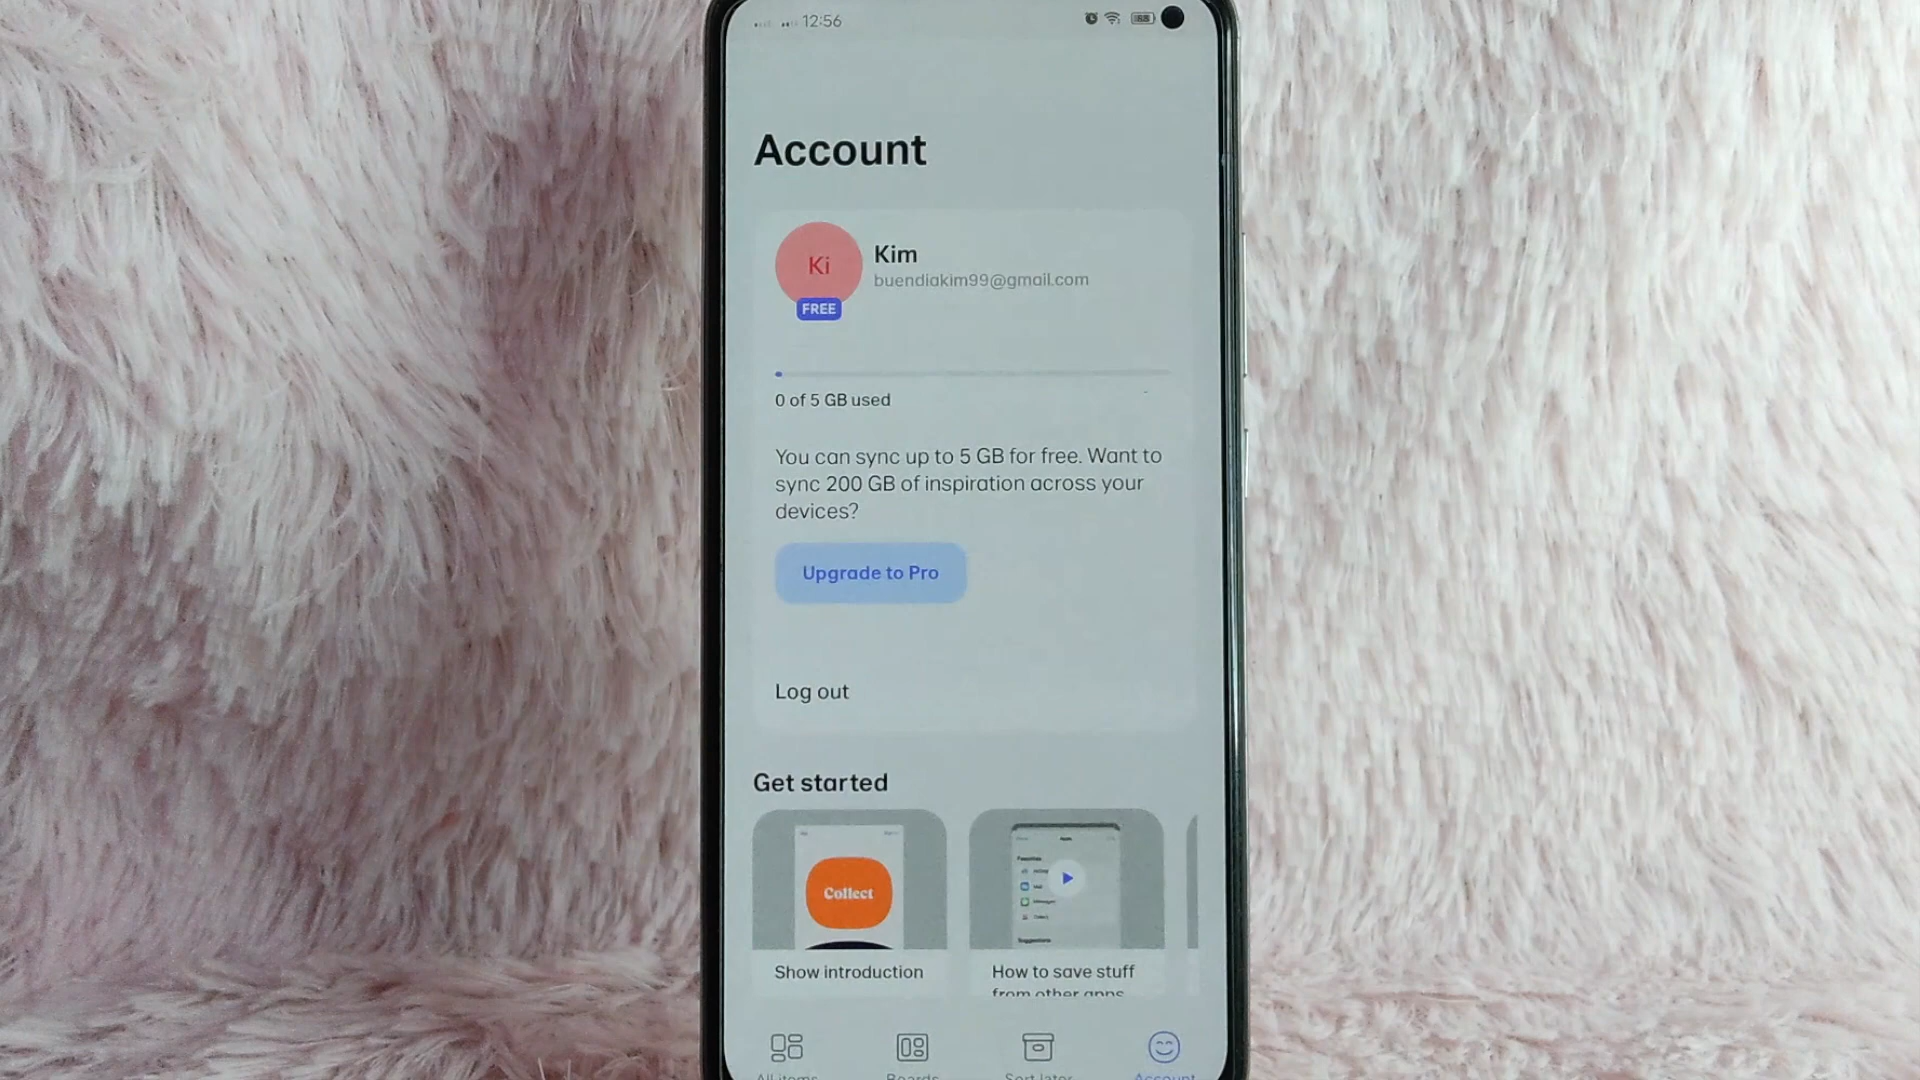 12:56
Account
Ki
FREE
Kim
buendiakim99@gmail.com
0 of 5 GB used
You can sync up to 5 GB for free. Want to
sync 200 GB of inspiration across your
devices?
Upgrade to Pro
Log out
Get started
Collect
Show introduction
How to save stuff
from other apps
All items
Boards
Sort later
Account